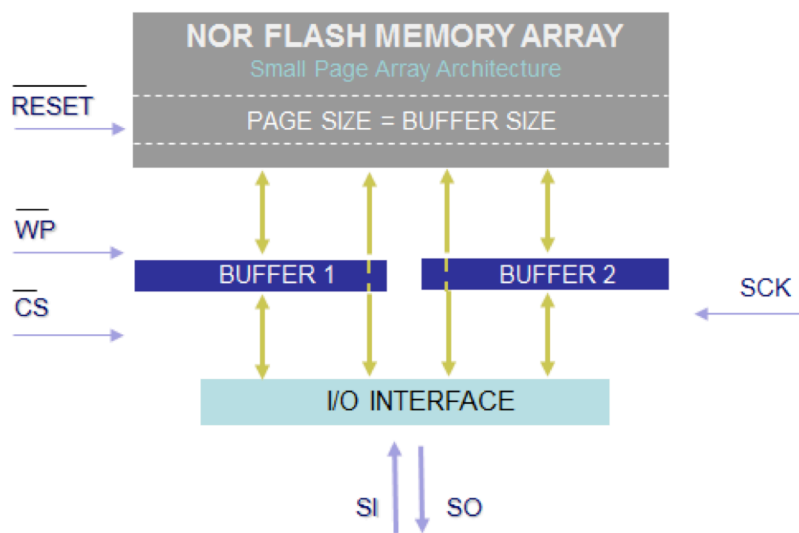 NOR FLASH MEMORY ARRAY
Small Page Array Architecture
RESET
PAGE SIZE = BUFFER SIZE
WP
BUFFER 1
BUFFER 2
CS
SCK
I/O INTERFACE
SI
SO